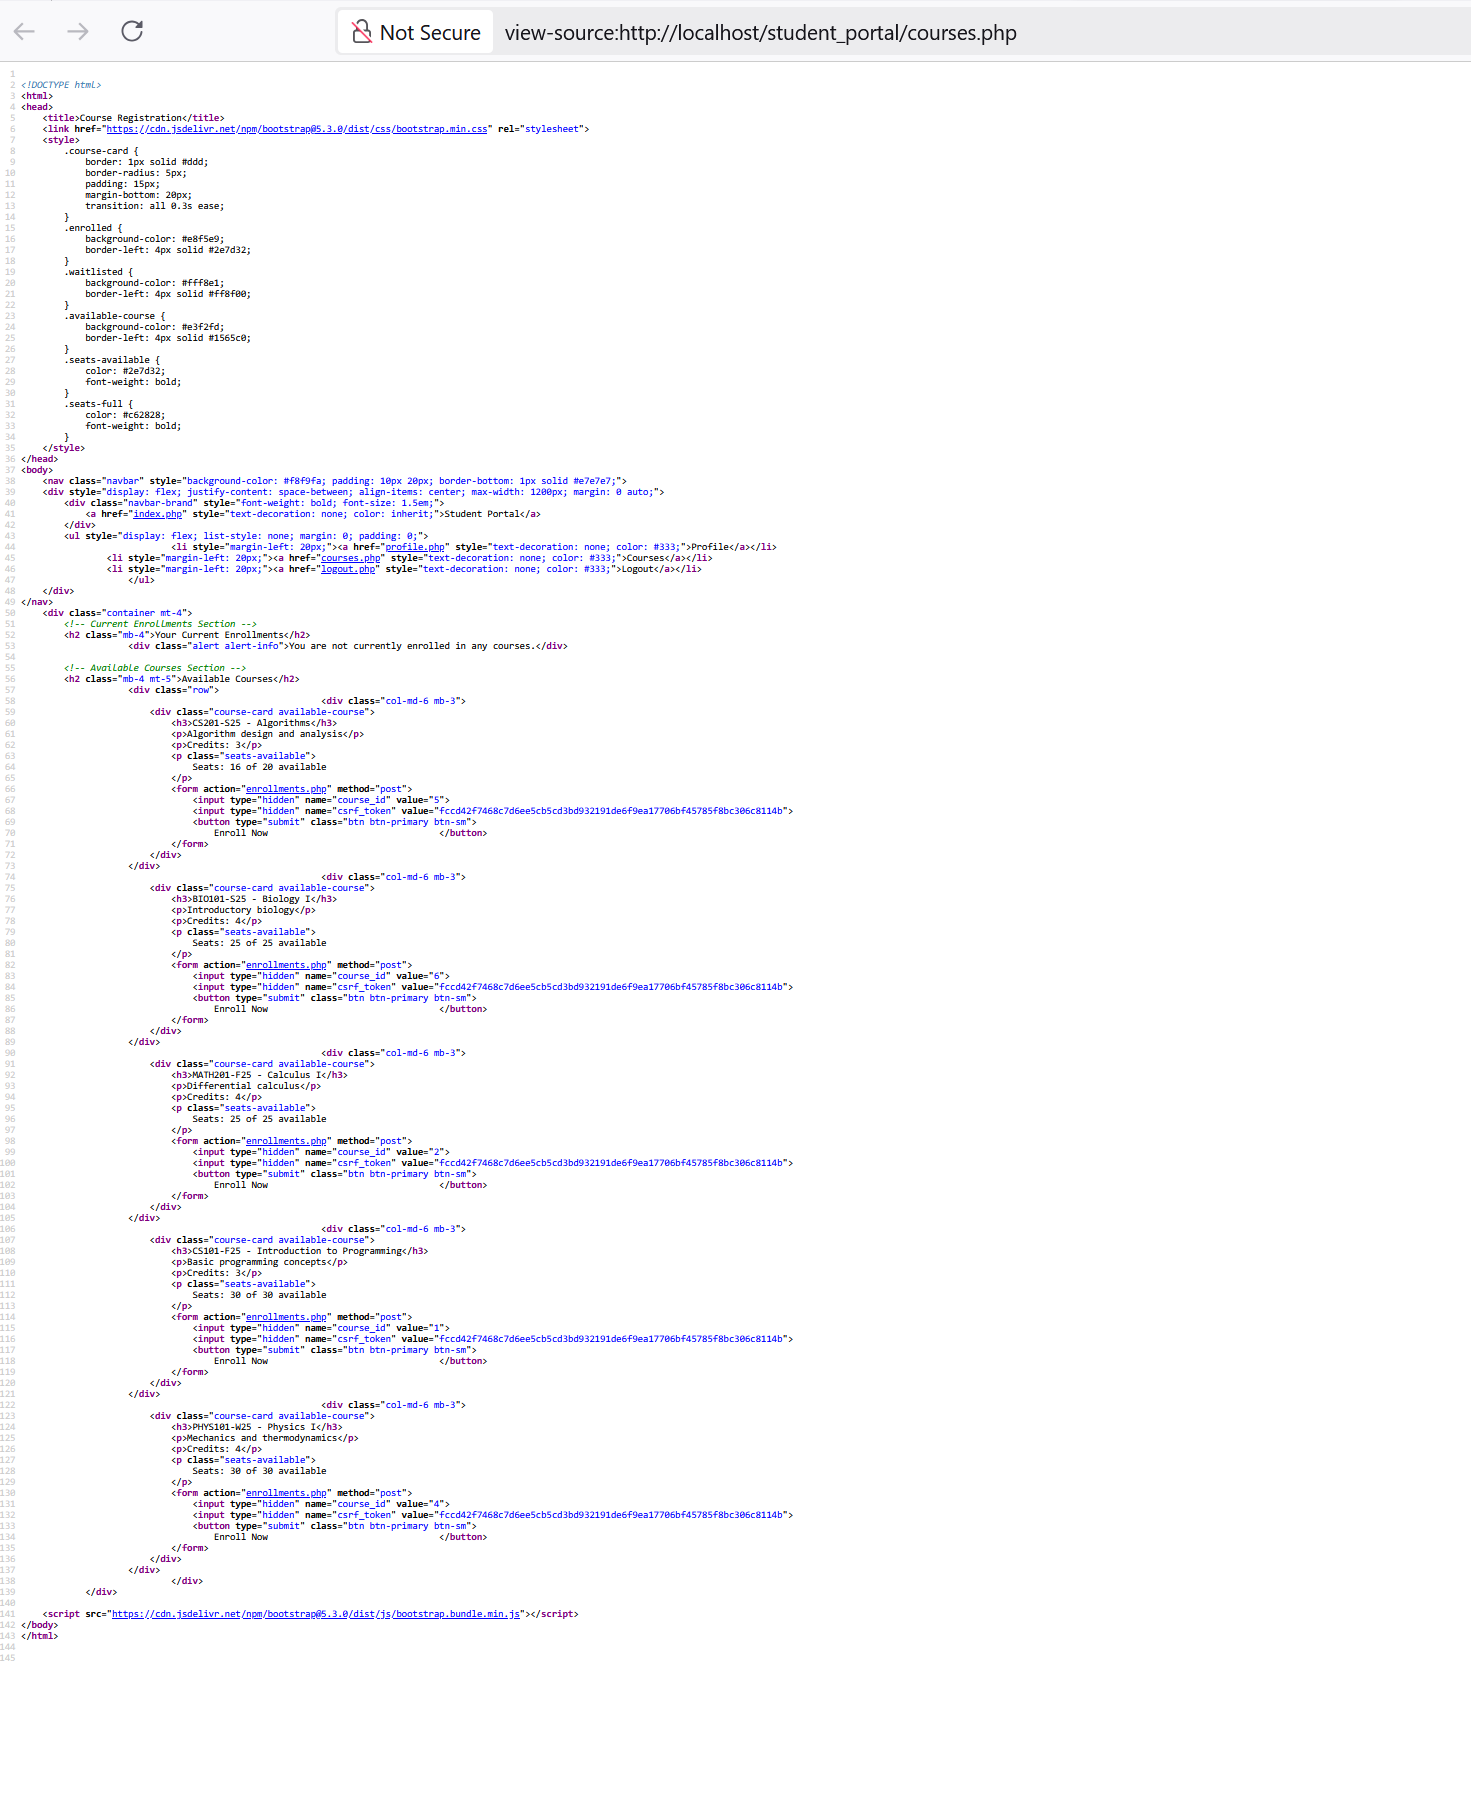 Not Secure view-source:http://localhost/student_portal/courses.php
1
2 <!DOCTYPE html>
3 <html>
4 <head>
5 <title>Course Registration</title>
6 <link href="https://cdn.jsdelivr.net/npm/bootstrap@5.3.0/dist/css/bootstrap.min.css" rel="stylesheet">
7 <style>
8 .course-card {
9 border: 1px solid #ddd;
10 border-radius: 5px;
11 padding: 15px;
12 margin-bottom: 20px;
13 transition: all 0.3s ease;
14 }
15 .enrolled {
16 background-color: #e8f5e9;
17 border-left: 4px solid #2e7d32;
18 }
19 .waitlisted {
20 background-color: #fff8e1;
21 border-left: 4px solid #ff8f00;
22 }
23 .available-course {
24 background-color: #e3f2fd;
25 border-left: 4px solid #1565c0;
26 }
27 .seats-available {
28 color: #2e7d32;
29 font-weight: bold;
30 }
31 .seats-full {
32 color: #c62828;
33 font-weight: bold;
34 }
35 </style>
36 </head>
37 <body>
38 <nav class="navbar" style="background-color: #f8f9fa; padding: 10px 20px; border-bottom: 1px solid #e7e7e7;">
39 <div style="display: flex; justify-content: space-between; align-items: center; max-width: 1200px; margin: 0 auto;">
40 <div class="navbar-brand" style="font-weight: bold; font-size: 1.5em;">
41 <a href="index.php" style="text-decoration: none; color: inherit;">Student Portal</a>
42 </div>
43 <ul style="display: flex; list-style: none; margin: 0; padding: 0;">
44 <li style="margin-left: 20px;"><a href="profile.php" style="text-decoration: none; color: #333;">Profile</a></li>
45 <li style="margin-left: 20px;"><a href="courses.php" style="text-decoration: none; color: #333;">Courses</a></li>
46 <li style="margin-left: 20px;"><a href="logout.php" style="text-decoration: none; color: #333;">Logout</a></li>
47 </ul>
48 </div>
49 </nav>
50 <div class="container mt-4">
51 <!-- Current Enrollments Section -->
52 <h2 class="mb-4">Your Current Enrollments</h2>
53 <div class="alert alert-info">You are not currently enrolled in any courses.</div>
54
55 <!-- Available Courses Section -->
56 <h2 class="mb-4 mt-5">Available Courses</h2>
57 <div class="row">
58 <div class="col-md-6 mb-3">
59 <div class="course-card available-course">
60 <h3>CS201-S25 - Algorithms</h3>
61 <p>Algorithm design and analysis</p>
62 <p>Credits: 3</p>
63 <p class="seats-available">
64 Seats: 16 of 20 available
65 </p>
66 <form action="enrollments.php" method="post">
67 <input type="hidden" name="course_id" value="5">
68 <input type="hidden" name="csrf_token" value="fccd42f7468c7d6ee5cb5cd3bd932191de6f9ea17706bf45785f8bc306c8114b">
69 <button type="submit" class="btn btn-primary btn-sm">
70 Enroll Now </button>
71 </form>
72 </div>
73 </div>
74 <div class="col-md-6 mb-3">
75 <div class="course-card available-course">
76 <h3>BIO101-S25 - Biology I</h3>
77 <p>Introductory biology</p>
78 <p>Credits: 4</p>
79 <p class="seats-available">
80 Seats: 25 of 25 available
81 </p>
82 <form action="enrollments.php" method="post">
83 <input type="hidden" name="course_id" value="6">
84 <input type="hidden" name="csrf_token" value="fccd42f7468c7d6ee5cb5cd3bd932191de6f9ea17706bf45785f8bc306c8114b">
85 <button type="submit" class="btn btn-primary btn-sm">
86 Enroll Now </button>
87 </form>
88 </div>
89 </div>
90 <div class="col-md-6 mb-3">
91 <div class="course-card available-course">
92 <h3>MATH201-F25 - Calculus I</h3>
93 <p>Differential calculus</p>
94 <p>Credits: 4</p>
95 <p class="seats-available">
96 Seats: 25 of 25 available
97 </p>
98 <form action="enrollments.php" method="post">
99 <input type="hidden" name="course_id" value="2">
100 <input type="hidden" name="csrf_token" value="fccd42f7468c7d6ee5cb5cd3bd932191de6f9ea17706bf45785f8bc306c8114b">
101 <button type="submit" class="btn btn-primary btn-sm">
102 Enroll Now </button>
103 </form>
104 </div>
105 </div>
106 <div class="col-md-6 mb-3">
107 <div class="course-card available-course">
108 <h3>CS101-F25 - Introduction to Programming</h3>
109 <p>Basic programming concepts</p>
110 <p>Credits: 3</p>
111 <p class="seats-available">
112 Seats: 30 of 30 available
113 </p>
114 <form action="enrollments.php" method="post">
115 <input type="hidden" name="course_id" value="1">
116 <input type="hidden" name="csrf_token" value="fccd42f7468c7d6ee5cb5cd3bd932191de6f9ea17706bf45785f8bc306c8114b">
117 <button type="submit" class="btn btn-primary btn-sm">
118 Enroll Now </button>
119 </form>
120 </div>
121 </div>
122 <div class="col-md-6 mb-3">
123 <div class="course-card available-course">
124 <h3>PHYS101-W25 - Physics I</h3>
125 <p>Mechanics and thermodynamics</p>
126 <p>Credits: 4</p>
127 <p class="seats-available">
128 Seats: 30 of 30 available
129 </p>
130 <form action="enrollments.php" method="post">
131 <input type="hidden" name="course_id" value="4">
132 <input type="hidden" name="csrf_token" value="fccd42f7468c7d6ee5cb5cd3bd932191de6f9ea17706bf45785f8bc306c8114b">
133 <button type="submit" class="btn btn-primary btn-sm">
134 Enroll Now </button>
135 </form>
136 </div>
137 </div>
138 </div>
139 </div>
140
141 <script src="https://cdn.jsdelivr.net/npm/bootstrap@5.3.0/dist/js/bootstrap.bundle.min.js"></script>
142 </body>
143 </html>
144
145